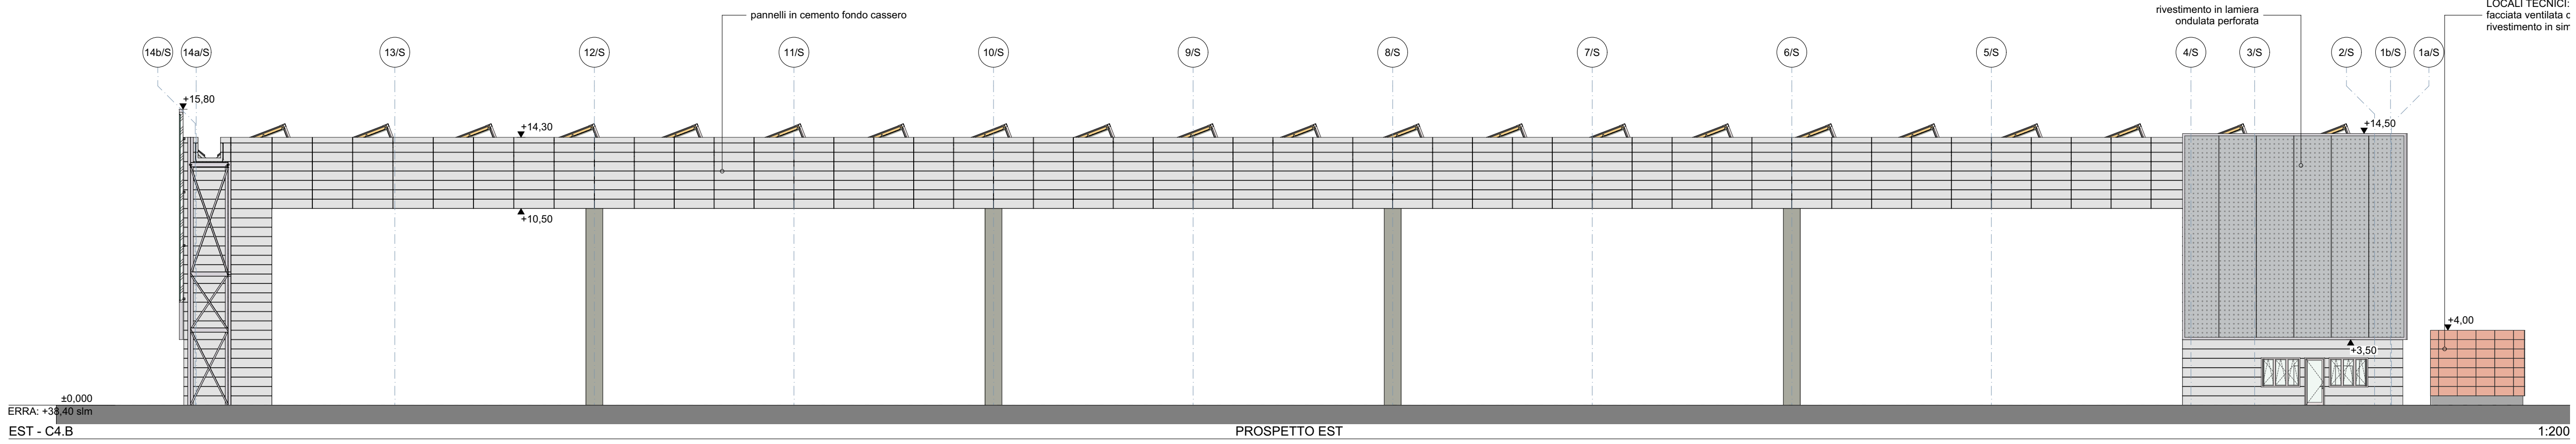 pannelli in cemento fondo cassero
rivestimento in lamiera
ondulata perforata
LOCALI TECNICI:
facciata ventilata
rivestimento in
14b/S
14a/S
13/S
12/S
11/S
10/S
9/S
8/S
7/S
6/S
5/S
4/S
3/S
2/S
1b/S
1a/S
+15,80
+14,30
+14,50
+10,50
+4,00
+3,50
±0,000
ERRA: +38,40 slm
EST - C4.B
PROSPETTO EST
1:200